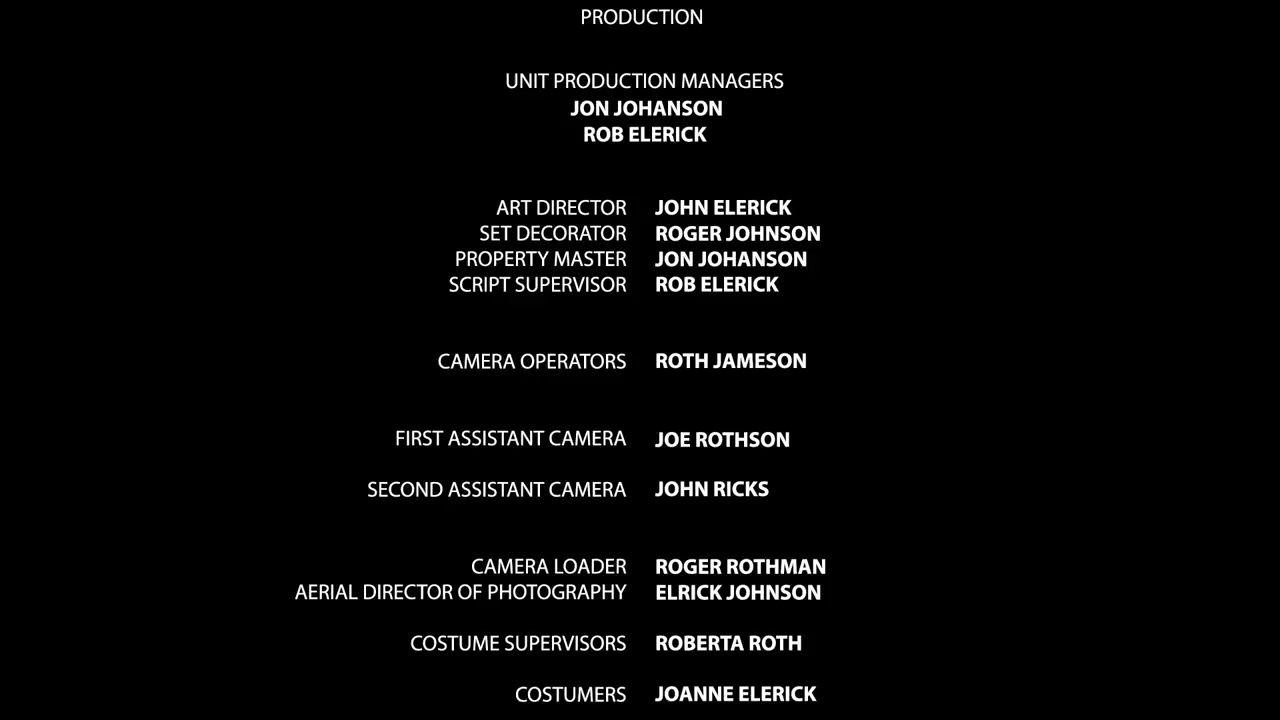 PRODUCTION
UNIT PRODUCTION MANAGERS
JON JOHANSON
ROB ELERICK
ART DIRECTOR JOHN ELERICK
SET DECORATOR ROGER JOHNSON
PROPERTY MASTER JON JOHANSON
SCRIPT SUPERVISOR ROB ELERICK
CAMERA OPERATORS ROTH JAMESON
FIRST ASSISTANT CAMERA JOE ROTHSON
SECOND ASSISTANT CAMERA JOHN RICKS
CAMERA LOADER ROGER ROTHMAN
AERIAL DIRECTOR OF PHOTOGRAPHY ELRICK JOHNSON
COSTUME SUPERVISORS ROBERTA ROTH
COSTUMERS JOANNE ELERICK